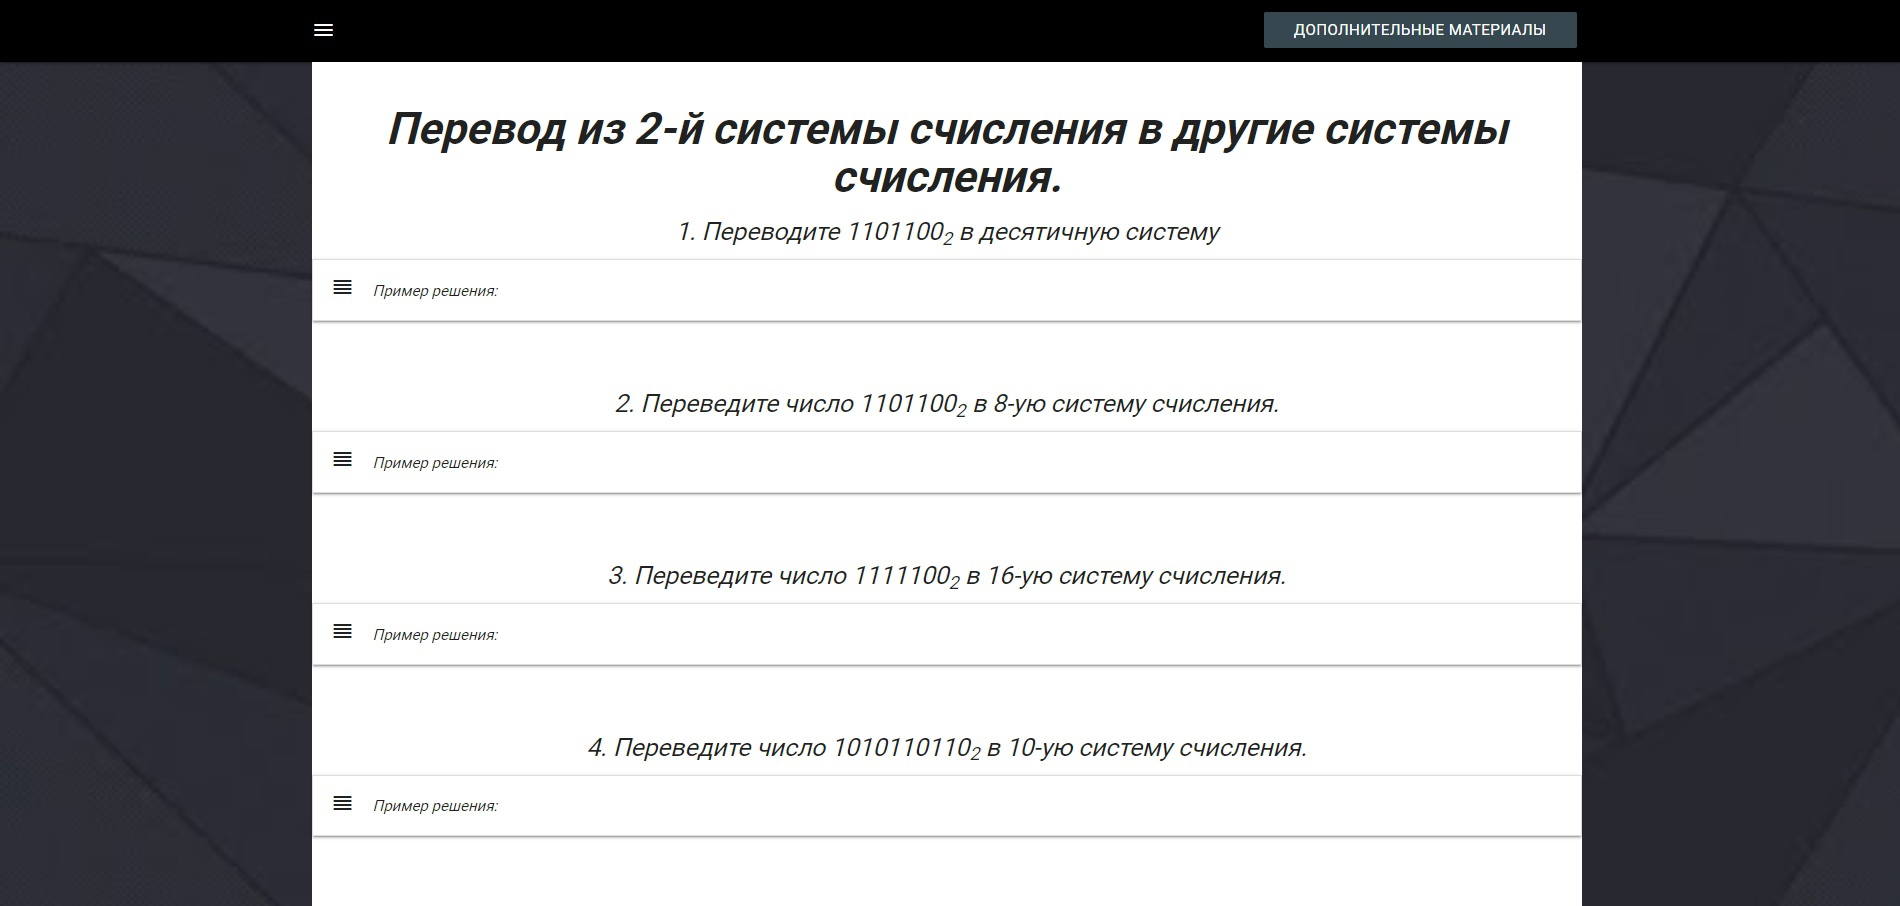 ДОПОЛНИТЕЛЬНЫЕ МАТЕРИАЛЫ
Перевод из 2-й системы счисления в другие системы
счисления.
1. Переводите 1101100₂ в десятичную систему
Пример решения:
2. Переведите число 1101100₂ в 8-ую систему счисления.
Пример решения:
3. Переведите число 1111100₂ в 16-ую систему счисления.
Пример решения:
4. Переведите число 1010110110₂ в 10-ую систему счисления.
Пример решения: